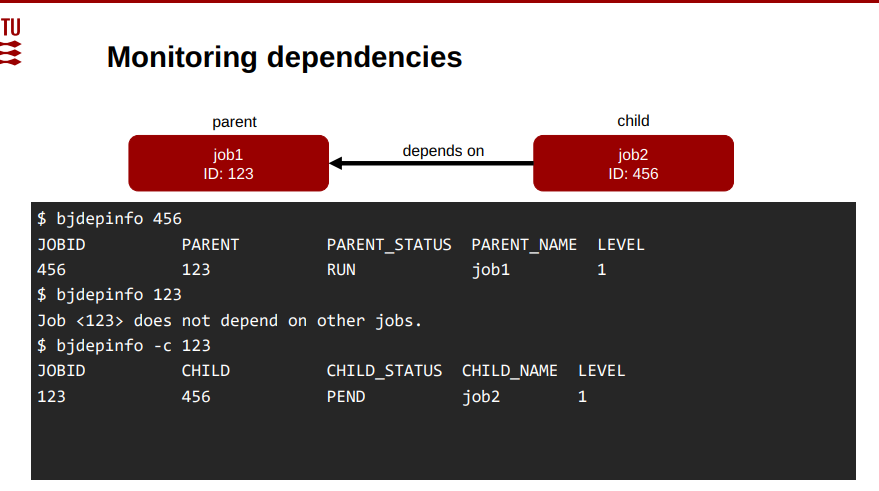 TU
Monitoring dependencies
parent
child
job1
ID: 123
depends on
job2
ID: 456
$ bjdepinfo 456
JOBID PARENT PARENT_STATUS PARENT_NAME LEVEL
456 123 RUN job1 1
$ bjdepinfo 123
Job <123> does not depend on other jobs.
$ bjdepinfo -c 123
JOBID CHILD CHILD_STATUS CHILD_NAME LEVEL
123 456 PEND job2 1